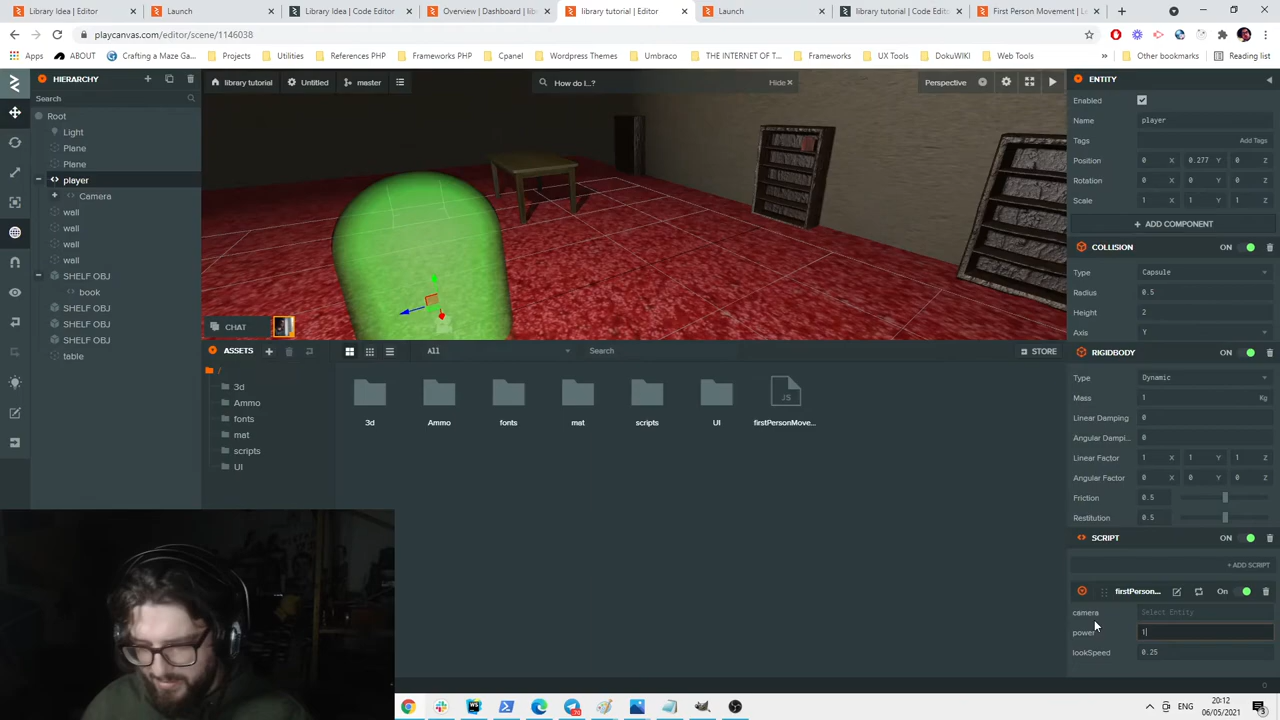 Library Idea | Editor
Launch
Library Idea | Code Editor
Overview | Dashboard | library
library tutorial | Editor
Launch
library tutorial | Code Edit
First Person Movement | Le
playcanvas.com/editor/scene/1146038
Apps
ABOUT
Crafting a Maze Ga...
Projects
Utilities
References PHP
Frameworks PHP
Cpanel
Wordpress Themes
Umbraco
THE INTERNET OF T...
DokuWIKI
Frameworks CSS
UX Tools
Web Tools
Other bookmarks
Reading list
HIERARCHY
library tutorial
Untitled
master
How do I...?
Hide
Perspective
ENTITY
Search
Root
Light
Plane
Plane
player
Camera
wall
wall
wall
wall
SHELF OBJ
book
SHELF OBJ
SHELF OBJ
SHELF OBJ
table
CHAT
ASSETS
All
Search
STORE
/
3d
Ammo
fonts
mat
scripts
UI
3d
Ammo
fonts
mat
scripts
UI
JS
firstPersonMove...
Enabled
Name player
Tags Add Tags
Position 0 X 0.277 Y 0 Z
Rotation 0 X 0 Y 0 Z
Scale 1 X 1 Y 1 Z
ADD COMPONENT
COLLISION ON
Type Capsule
Radius 0.5
Height 2
Axis Y
RIGIDBODY ON
Type Dynamic
Mass 1 Kg
Linear Damping 0
Angular Dampi... 0
Linear Factor 1 X 1 Y 1 Z
Angular Factor 0 X 0 Y 0 Z
Friction 0.5
Restitution 0.5
SCRIPT ON
ADD SCRIPT
firstPerson... On
camera Select Entity
power 1
lookSpeed 0.25
ENG
20:12
06/05/2021